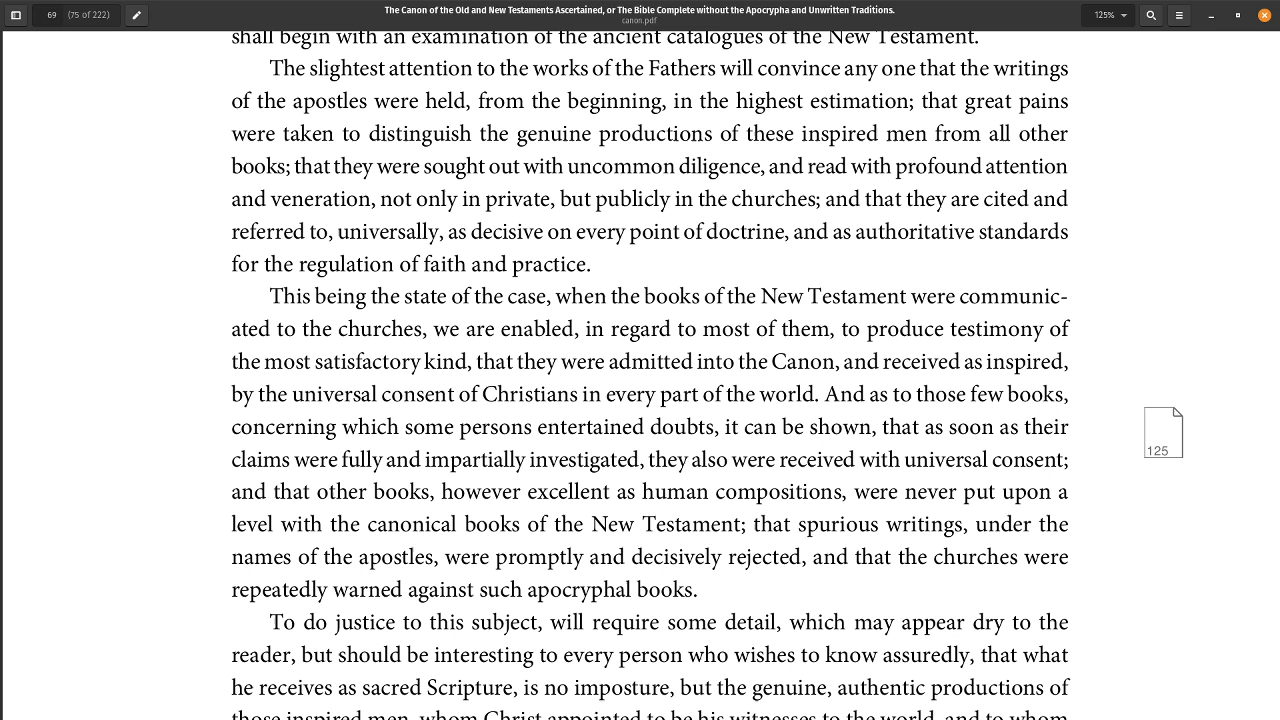 69
(75 of 222)
The Canon of the Old and New Testaments Ascertained, or The Bible Complete without the Apocrypha and Unwritten Traditions.
canon.pdf
125%
shall begin with an examination of the ancient catalogues of the New Testament.
The slightest attention to the works of the Fathers will convince any one that the writings
of the apostles were held, from the beginning, in the highest estimation; that great pains
were taken to distinguish the genuine productions of these inspired men from all other
books; that they were sought out with uncommon diligence, and read with profound attention
and veneration, not only in private, but publicly in the churches; and that they are cited and
referred to, universally, as decisive on every point of doctrine, and as authoritative standards
for the regulation of faith and practice.
This being the state of the case, when the books of the New Testament were communic-
ated to the churches, we are enabled, in regard to most of them, to produce testimony of
the most satisfactory kind, that they were admitted into the Canon, and received as inspired,
by the universal consent of Christians in every part of the world. And as to those few books,
concerning which some persons entertained doubts, it can be shown, that as soon as their
claims were fully and impartially investigated, they also were received with universal consent;
and that other books, however excellent as human compositions, were never put upon a
level with the canonical books of the New Testament; that spurious writings, under the
names of the apostles, were promptly and decisively rejected, and that the churches were
repeatedly warned against such apocryphal books.
125
To do justice to this subject, will require some detail, which may appear dry to the
reader, but should be interesting to every person who wishes to know assuredly, that what
he receives as sacred Scripture, is no imposture, but the genuine, authentic productions of
those inspired men, whom Christ appointed to be his witnesses to the world, and to whom